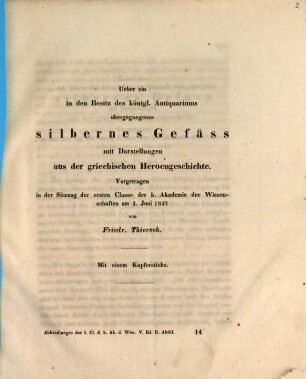 2
Ueber ein
in den Besitz des königl. Antiquariums
übergegangenes
silbernes Gefäss
mit Darstellungen
aus der griechischen Heroengeschichte.
Vorgetragen
in der Sitzung der ersten Classe der k. Akademie der Wissen-
schaften am 4. Juni 1848
von
Friedr. Thiersch.
Mit einem Kupferstiche.
Abhandlungen der I. Cl. d. k. Ak. d. Wiss. V. Bd. II. Abthl. 14